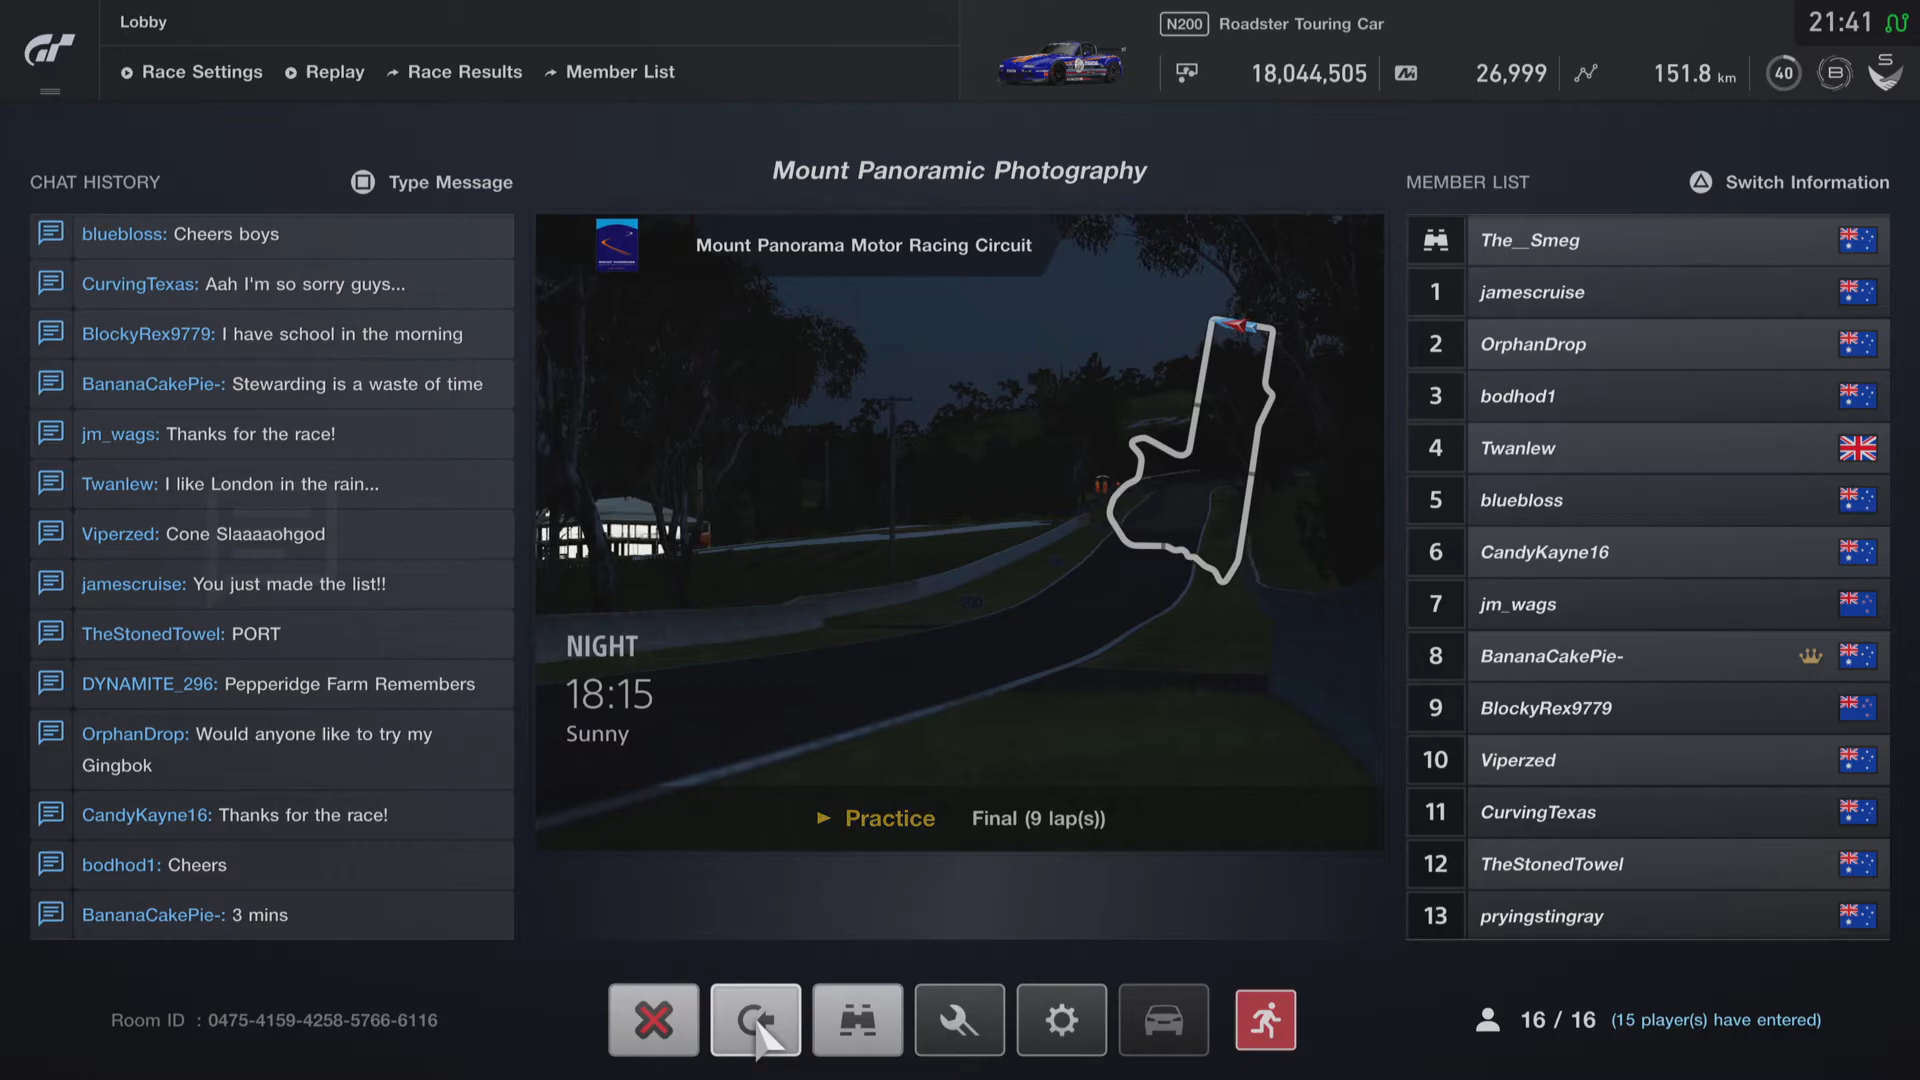 Lobby
Race Settings
Replay
Race Results
Member List
N200
Roadster Touring Car
18,044,505
26,999
151.8 km
40
B
S
21:41
CHAT HISTORY
Type Message
bluebloss: Cheers boys
CurvingTexas: Aah I'm so sorry guys...
BlockyRex9779: I have school in the morning
BananaCakePie-: Stewarding is a waste of time
jm_wags: Thanks for the race!
Twanlew: I like London in the rain...
Viperzed: Cone Slaaaaohgod
jamescruise: You just made the list!!
TheStonedTowel: PORT
DYNAMITE_296: Pepperidge Farm Remembers
OrphanDrop: Would anyone like to try my
Gingbok
CandyKayne16: Thanks for the race!
bodhod1: Cheers
BananaCakePie-: 3 mins
Mount Panoramic Photography
Mount Panorama Motor Racing Circuit
200
NIGHT
18:15
Sunny
Practice
Final (9 lap(s))
MEMBER LIST
Switch Information
The__Smeg
1 jamescruise
2 OrphanDrop
3 bodhod1
4 Twanlew
5 bluebloss
6 CandyKayne16
7 jm_wags
8 BananaCakePie-
9 BlockyRex9779
10 Viperzed
11 CurvingTexas
12 TheStonedTowel
13 pryingstingray
Room ID : 0475-4159-4258-5766-6116
16 / 16 (15 player(s) have entered)